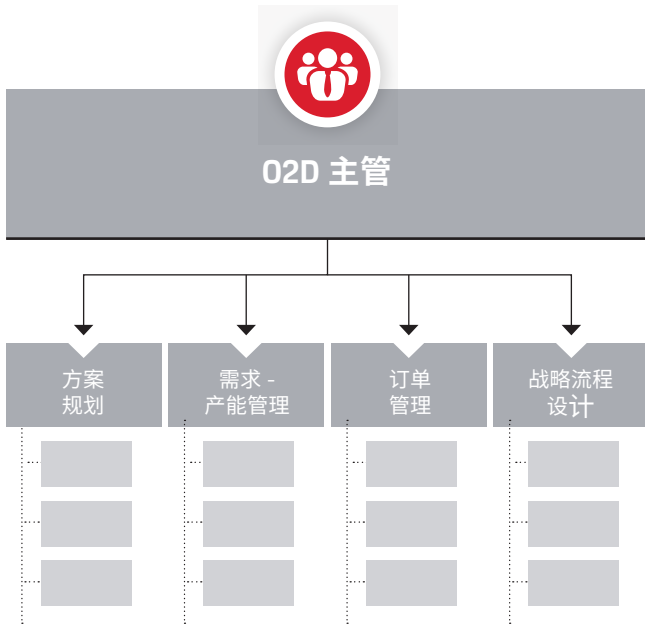 O2D 主管
方案
规划
需求 -
产能管理
订单
管理
战略流程
设计